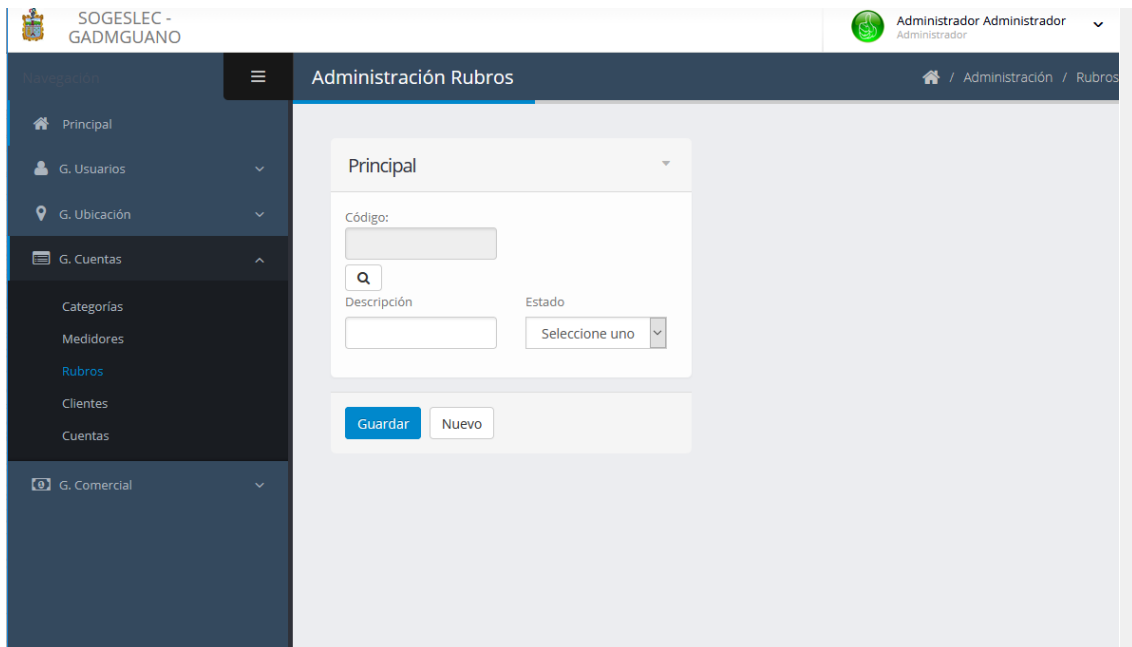 SOGESLEC -
GADMGUANO
Administrador Administrador
Administrador
Navegacion
Administración Rubros
/ Administración / Rubros
Principal
G. Usuarios
G. Ubicación
G. Cuentas
Categorías
Medidores
Rubros
Clientes
Cuentas
G. Comercial
Principal
Código:
Descripción
Estado
Seleccione uno
Guardar
Nuevo